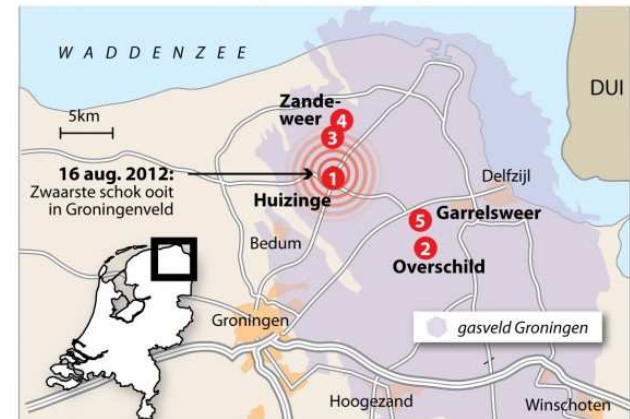 WADDENZEE
DUI
5km
Zande-
weer
4
3
16 aug. 2012:
Zwaarste schok ooit
in Groningenveld
1
Huizinge
Delfzijl
5
Garrelsweer
Bedum
2
Overschild
Groningen
gasveld Groningen
Hoogezand
Winschoten